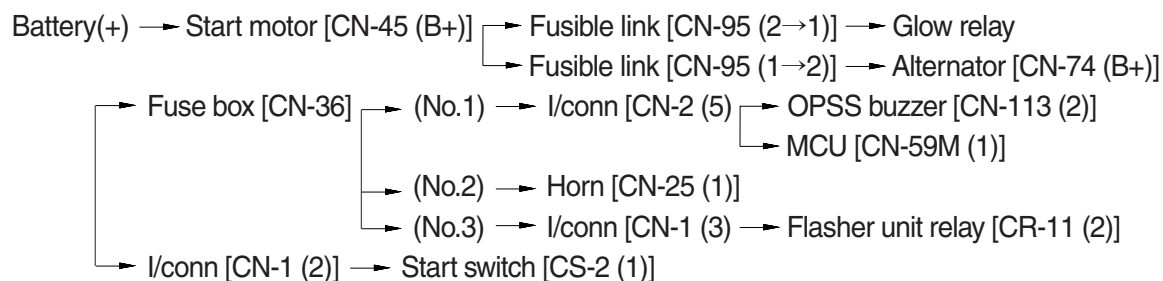 Battery(+) → Start motor [CN-45 (B+)] → Fusible link [CN-95 (2→1)] → Glow relay
→ Fusible link [CN-95 (1→2)] → Alternator [CN-74 (B+)]
→ Fuse box [CN-36] → (No.1) → I/conn [CN-2 (5) → OPSS buzzer [CN-113 (2)]
→ MCU [CN-59M (1)]
→ (No.2) → Horn [CN-25 (1)]
→ (No.3) → I/conn [CN-1 (3) → Flasher unit relay [CR-11 (2)]
→ I/conn [CN-1 (2)] → Start switch [CS-2 (1)]